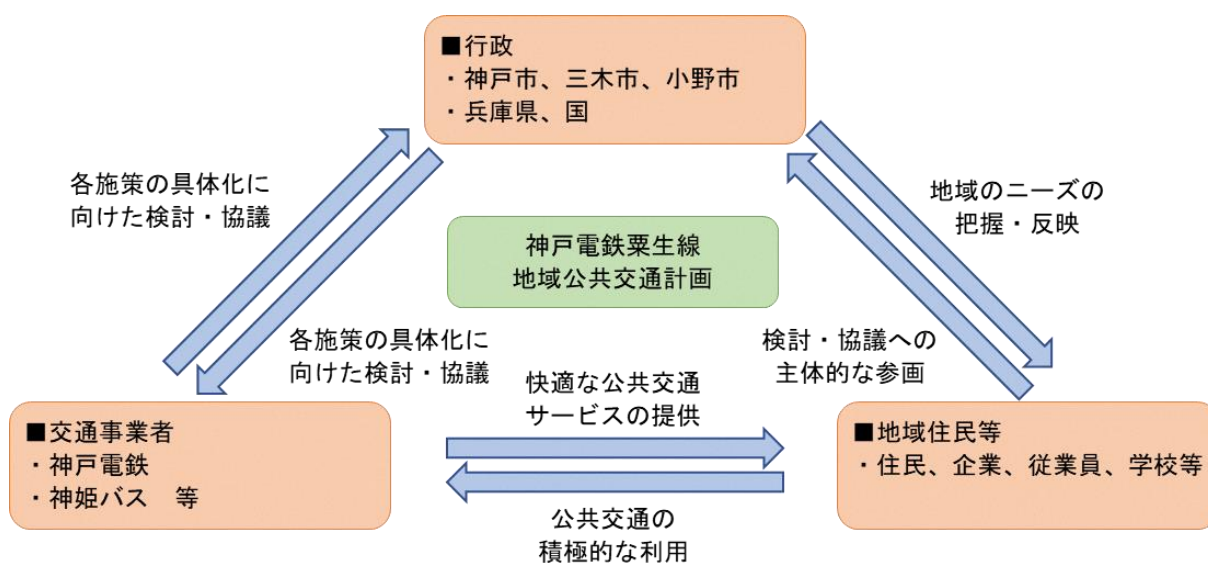 ■行政
・神戸市、三木市、小野市
・兵庫県、国
各施策の具体化に
向けた検討・協議
地域のニーズの
把握・反映
神戸電鉄粟生線
地域公共交通計画
各施策の具体化に
向けた検討・協議
検討・協議への
主体的な参画
快適な公共交通
サービスの提供
■交通事業者
・神戸電鉄
・神姫バス　等
■地域住民等
・住民、企業、従業員、学校等
公共交通の
積極的な利用